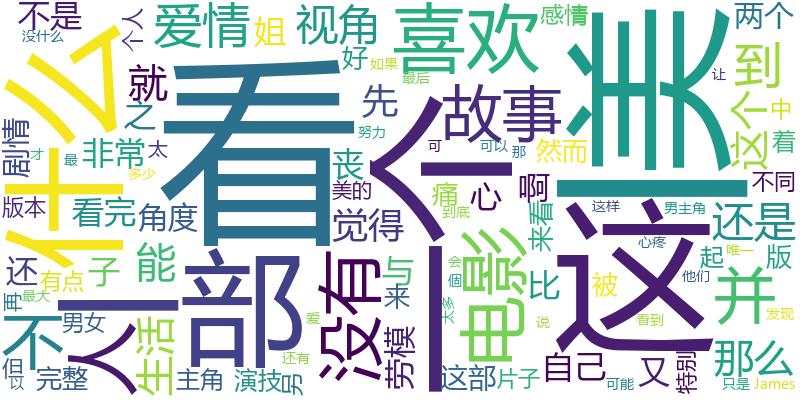 不是
没什么
个人
爱情
姐
视角
喜欢
感情
美
两个
什么
就
好
如果
最后
让
到
剧情
之
看
先
故事
这个
中
才
最
非常
太
努力
可
可以
那
然而
着
多少
丧
一个
版本
看完
角度
美的
觉得
痛
心
啊
到底
来看
这
这样
男主角
不同
还是
还
有点
子
能
部
没有
与
电影
比
心疼
起
唯一
版
再
最大
不
男女
人
来
会
個
被
他们
并
爱
太多
说
看到
发现
但
以
完整
生活
主角
演技
男
还有
劳模
这部
片子
自己
可能
又
特别
那么
只是
James